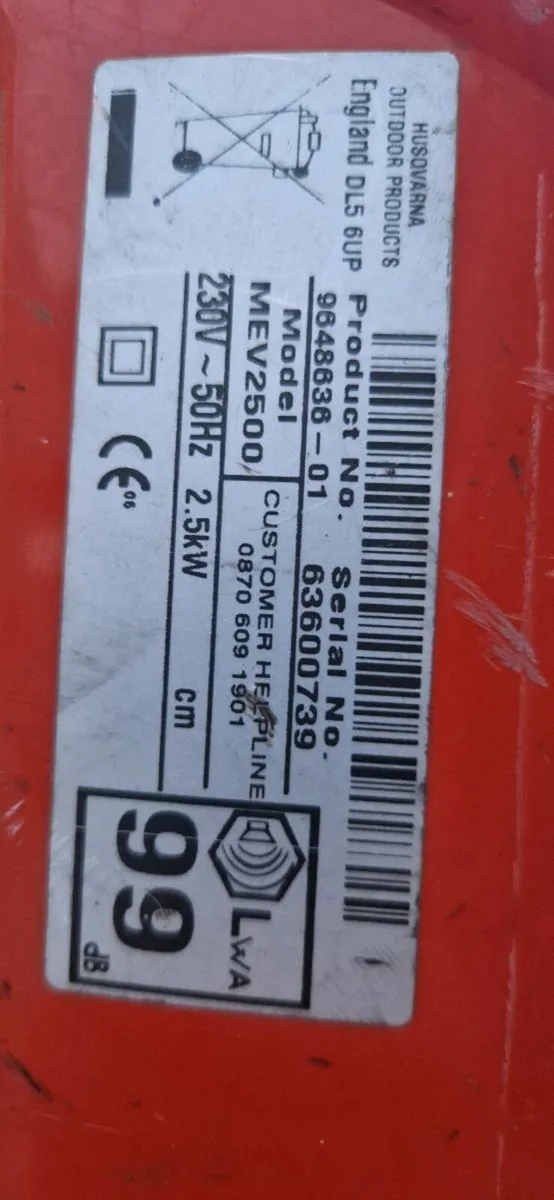 HUSQVARNA
OUTDOOR PRODUCTS
England DL5 6UP
Product No. Serial No.
9648636-01 63600739
Model
MEV2500
CUSTOMER HELPLINE
0870 609 1901
230V ~ 50Hz 2.5kW cm
CE 06
LWA
99
dB